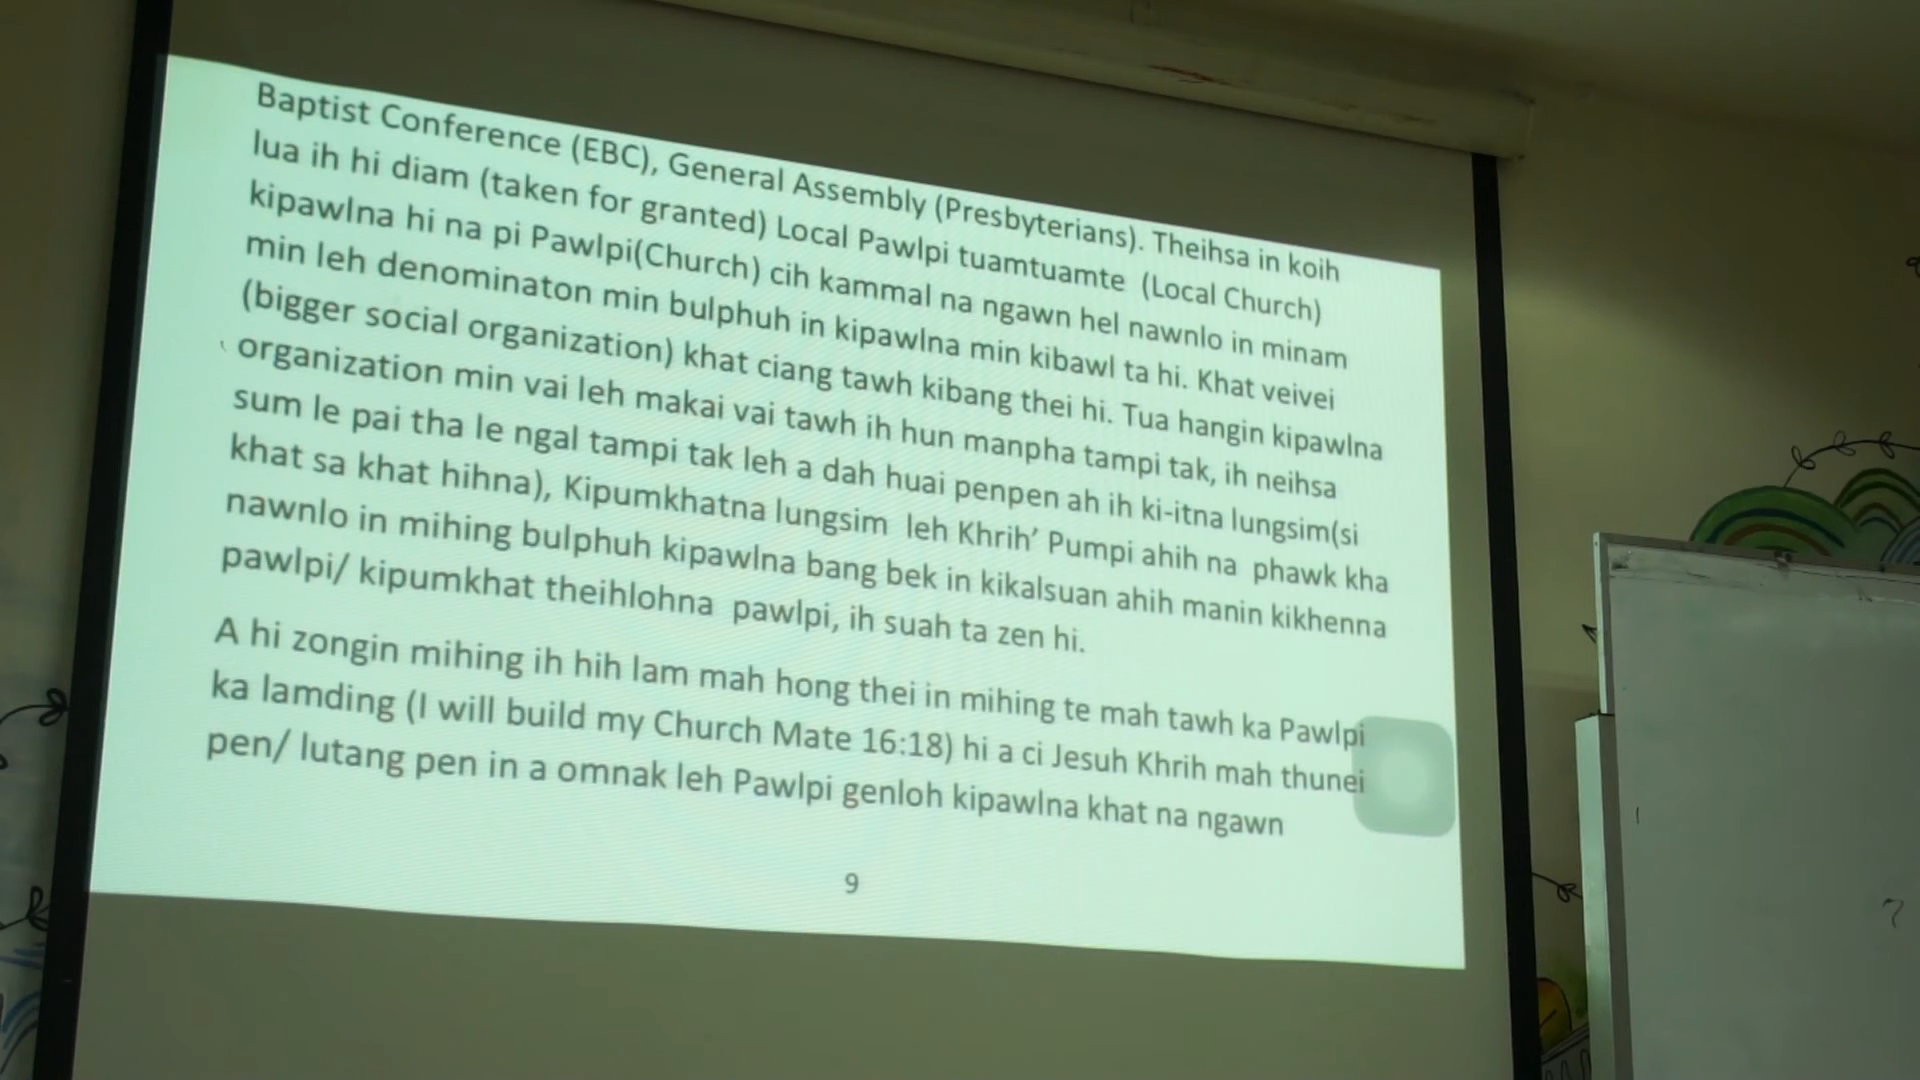 Baptist Conference (EBC), General Assembly (Presbyterians). Theihsa in koih
lua ih hi diam (taken for granted) Local Pawlpi tuamtuamte (Local Church)
kipawlna hi na pi Pawlpi(Church) cih kammal na ngawn hel nawnlo in minam
min leh denominaton min bulphuh in kipawlna min kibawl ta hi. Khat veivei
(bigger social organization) khat ciang tawh kibang thei hi. Tua hangin kipawlna
organization min vai leh makai vai tawh ih hun manpha tampi tak, ih neihsa
sum le pai tha le ngal tampi tak leh a dah huai penpen ah ih ki-itna lungsim(si
khat sa khat hihna), Kipumkhatna lungsim leh Khrih' Pumpi ahih na phawk kha
nawnlo in mihing bulphuh kipawlna bang bek in kikalsuan ahih manin kikhenna
pawlpi/ kipumkhat theihlohna pawlpi, ih suah ta zen hi.
A hi zongin mihing ih hih lam mah hong thei in mihing te mah tawh ka Pawlpi
ka lamding (I will build my Church Mate 16:18) hi a ci Jesuh Khrih mah thunei
pen/ lutang pen in a omnak leh Pawlpi genloh kipawlna khat na ngawn
9